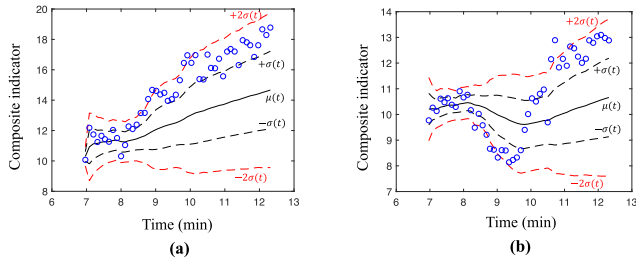 20
18
16
14
12
10
8
6 7 8 9 10 11 12 13
Composite indicator
Time (min)
+2σ(t)
+σ(t)
μ(t)
−σ(t)
−2σ(t)
(a)
14
13
12
11
10
9
8
7
6 7 8 9 10 11 12 13
Composite indicator
Time (min)
+2σ(t)
+σ(t)
μ(t)
−σ(t)
−2σ(t)
(b)